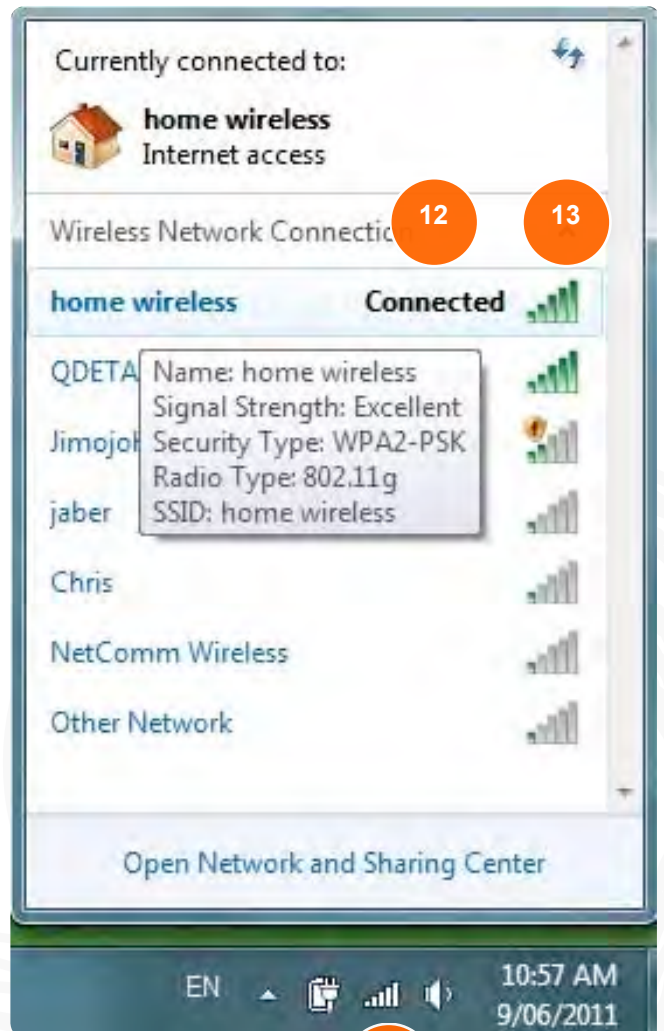 Currently connected to:
home wireless
Internet access
12
13
Wireless Network Connectio
home wireless Connected
QDETA
Name: home wireless
Signal Strength: Excellent
Jimojo
Security Type: WPA2-PSK
Radio Type: 802.11g
jaber
SSID: home wireless
Chris
NetComm Wireless
Other Network
Open Network and Sharing Center
EN
10:57 AM
9/06/2011